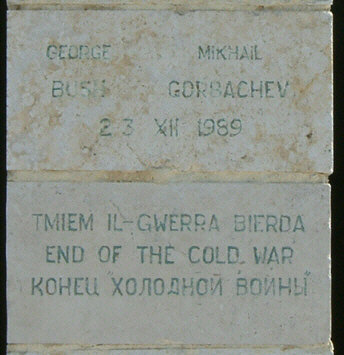 GEORGE MIKHAIL
BUSH GORBACHEV
2 3 XII 1989
TMIEM IL-GWERRA BIERDA
END OF THE COLD WAR
КОНЕЦ "ХОЛОДНОЙ ВОЙНЫ"